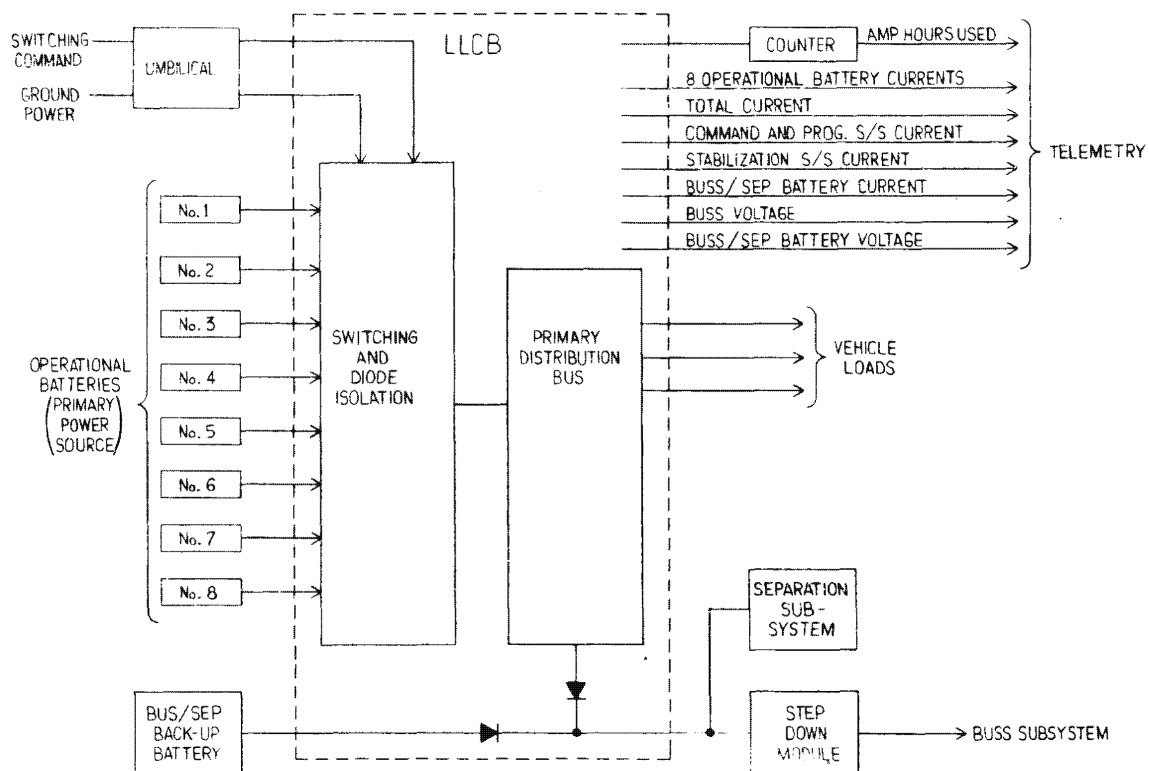 SWITCHING
COMMAND
UMBILICAL
GROUND
POWER
LLCB
COUNTER
AMP HOURS USED
8 OPERATIONAL BATTERY CURRENTS
TOTAL CURRENT
COMMAND AND PROG. S/S CURRENT
STABILIZATION S/S CURRENT
BUSS/SEP BATTERY CURRENT
BUSS VOLTAGE
BUSS/SEP BATTERY VOLTAGE
TELEMETRY
OPERATIONAL
BATTERIES
(PRIMARY
POWER
SOURCE)
No. 1
No. 2
No. 3
No. 4
No. 5
No. 6
No. 7
No. 8
SWITCHING
AND
DIODE
ISOLATION
PRIMARY
DISTRIBUTION
BUS
VEHICLE
LOADS
SEPARATION
SUB-
SYSTEM
BUS/SEP
BACK-UP
BATTERY
STEP
DOWN
MODULE
BUSS SUBSYSTEM